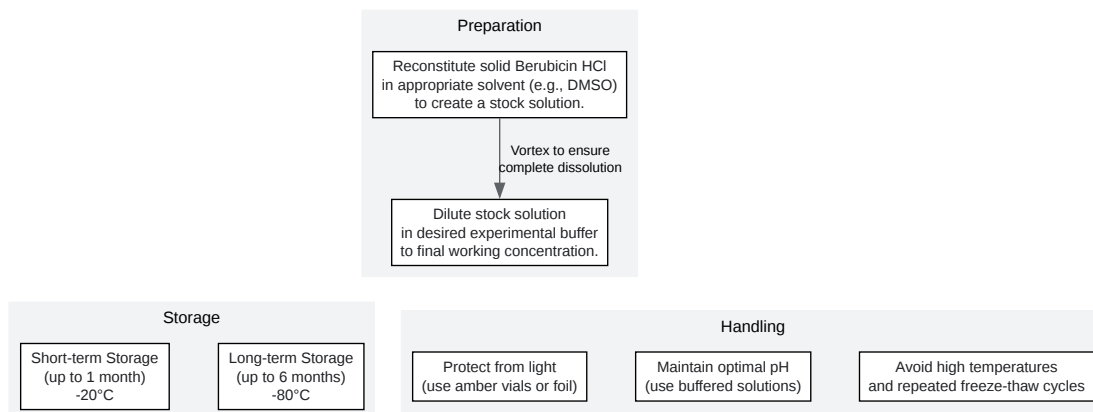 Preparation
Reconstitute solid Berubicin HCl
in appropriate solvent (e.g., DMSO)
to create a stock solution.
Vortex to ensure
complete dissolution
Dilute stock solution
in desired experimental buffer
to final working concentration.
Storage
Short-term Storage
(up to 1 month)
-20°C
Long-term Storage
(up to 6 months)
-80°C
Handling
Protect from light
(use amber vials or foil)
Maintain optimal pH
(use buffered solutions)
Avoid high temperatures
and repeated freeze-thaw cycles